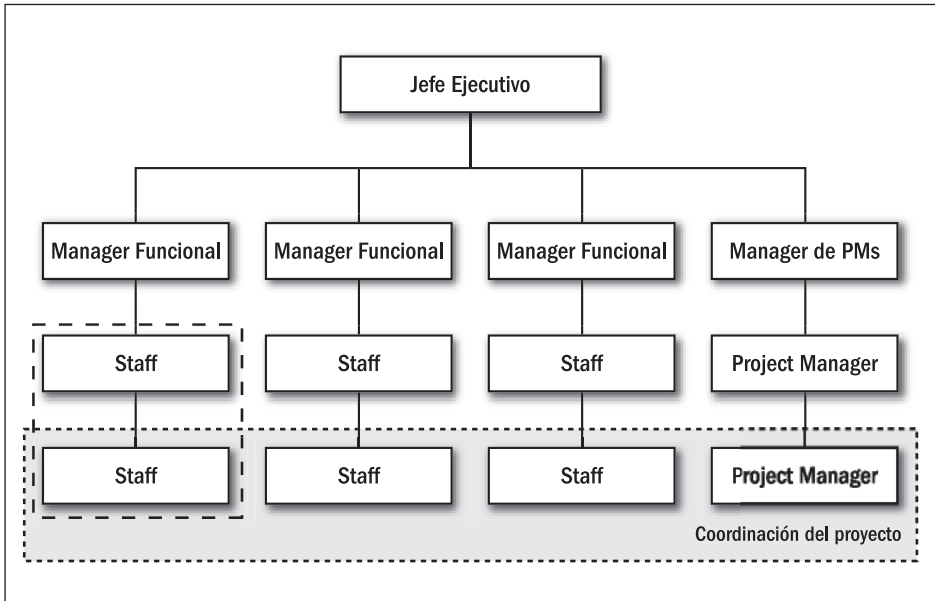 Jefe Ejecutivo
Manager Funcional
Manager Funcional
Manager Funcional
Manager de PMs
Staff
Staff
Staff
Project Manager
Staff
Staff
Staff
Project Manager
Coordinación del proyecto